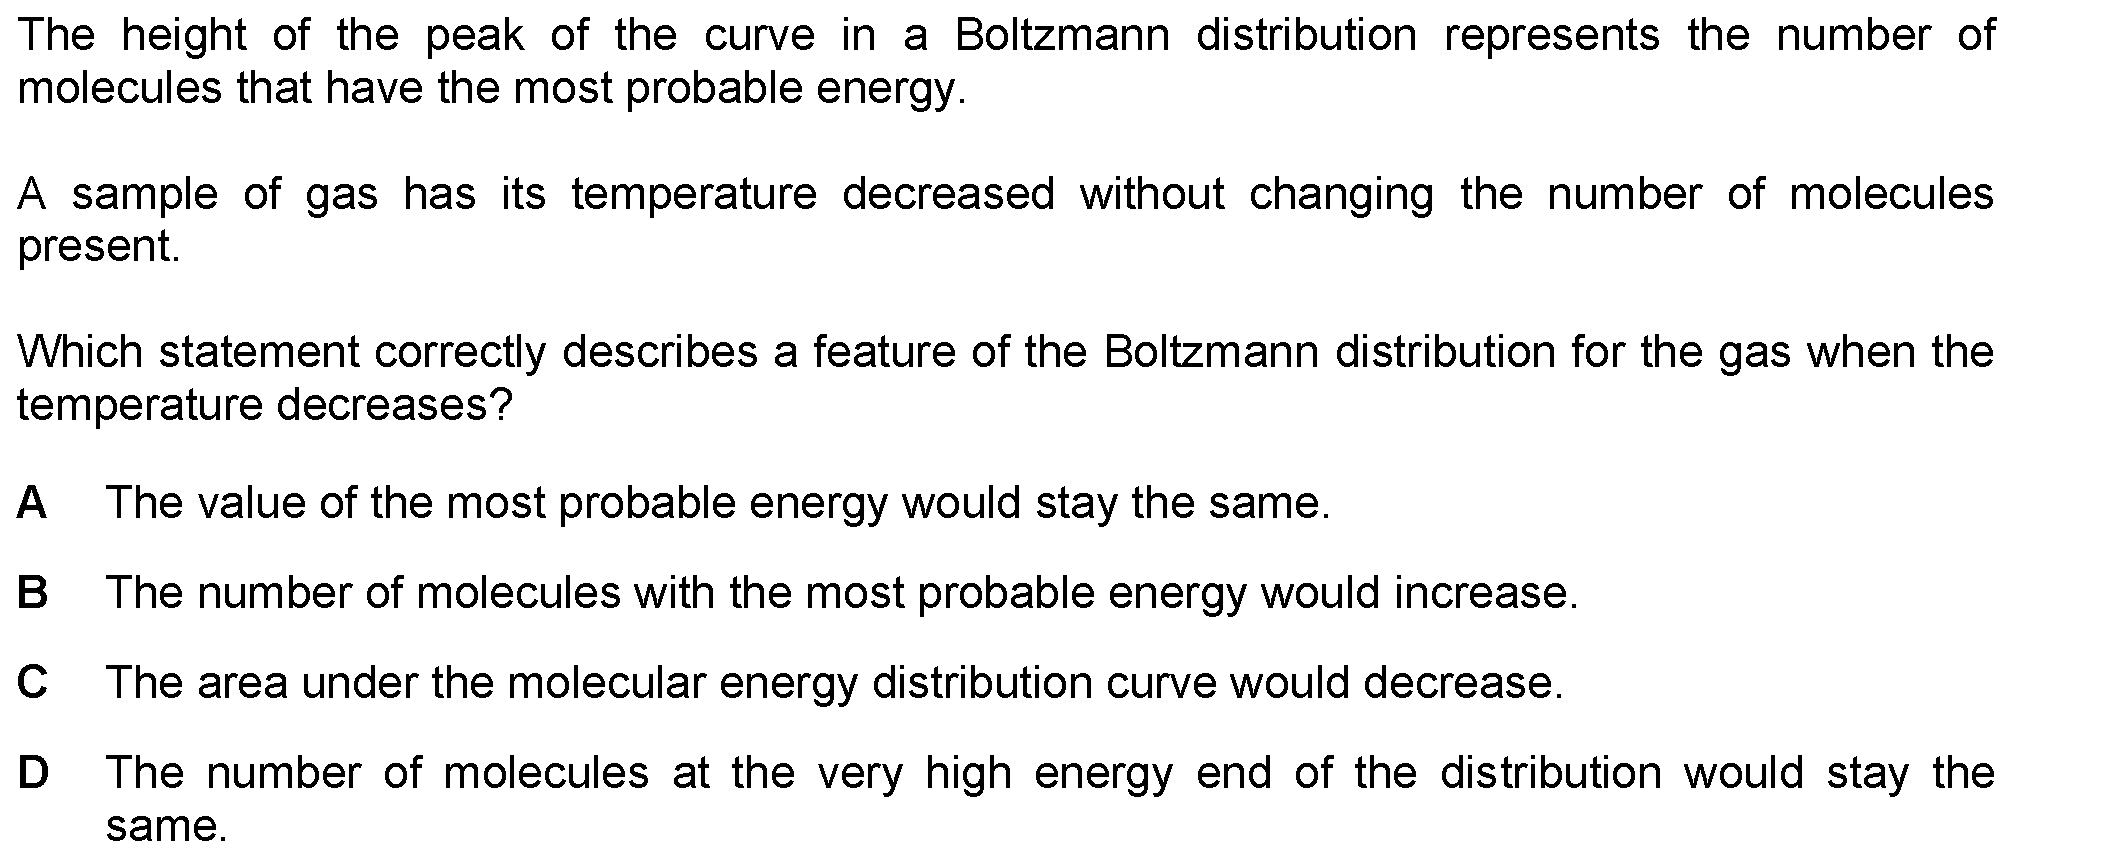 The height of the peak of the curve in a Boltzmann distribution represents the number of
molecules that have the most probable energy.
A sample of gas has its temperature decreased without changing the number of molecules
present.
Which statement correctly describes a feature of the Boltzmann distribution for the gas when the
temperature decreases?
A The value of the most probable energy would stay the same.
B The number of molecules with the most probable energy would increase.
C The area under the molecular energy distribution curve would decrease.
D The number of molecules at the very high energy end of the distribution would stay the
same.